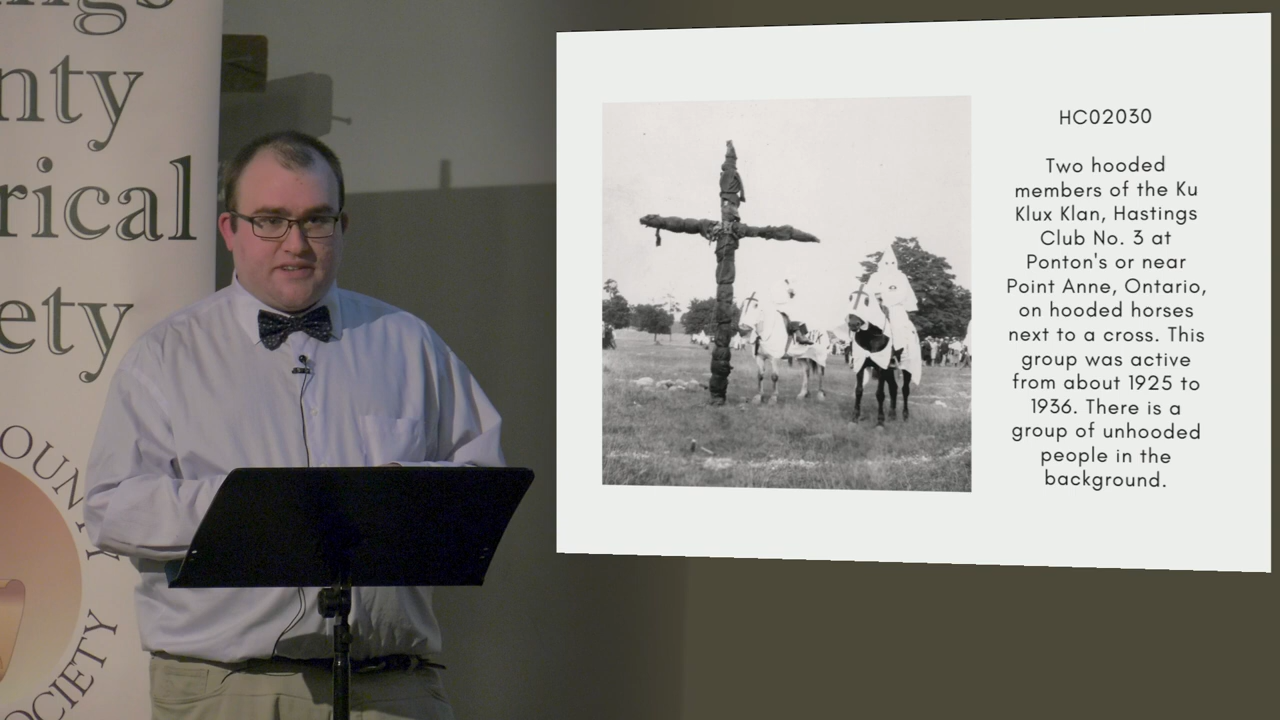 nty
rical
ety
OUNTY
OCIETY
HC02030
Two hooded
members of the Ku
Klux Klan, Hastings
Club No. 3 at
Ponton's or near
Point Anne, Ontario,
on hooded horses
next to a cross. This
group was active
from about 1925 to
1936. There is a
group of unhooded
people in the
background.